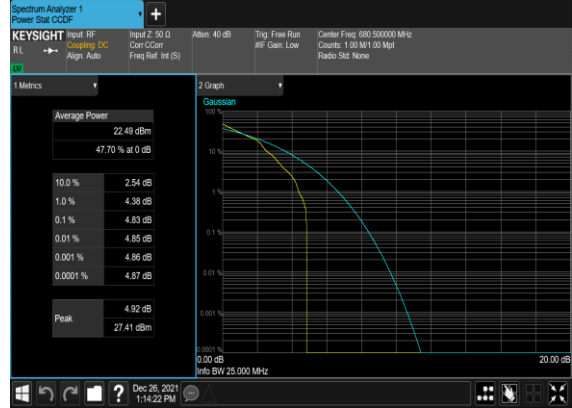 Spectrum Analyzer 1
Power Stat CCDF
+
KEYSIGHT
RL
Input: RF
Coupling: DC
Align: Auto
Input Z: 50 Ω
Corr CCorr
Freq Ref: Int (S)
Atten: 40 dB
Trig: Free Run
#IF Gain: Low
Center Freq: 680.500000 MHz
Counts: 1.00 M/1.00 Mpt
Radio Std: None
1 Metrics
Average Power
22.49 dBm
47.70 % at 0 dB
10.0 % 2.54 dB
1.0 % 4.38 dB
0.1 % 4.83 dB
0.01 % 4.85 dB
0.001 % 4.86 dB
0.0001 % 4.87 dB
Peak
4.92 dB
27.41 dBm
2 Graph
Gaussian
100 %
10 %
1 %
0.1 %
0.01 %
0.001 %
0.0001 %
0.00 dB 20.00 dB
Info BW 25.000 MHz
? Dec 26, 2021
1:14:22 PM